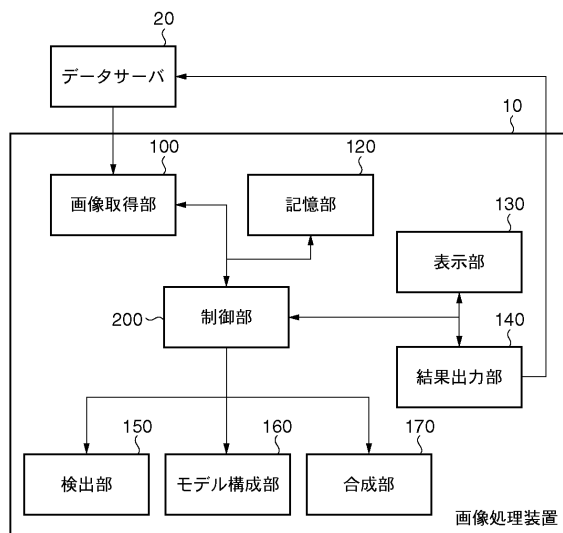 20
データサーバ
10
100
画像取得部
120
記憶部
130
表示部
200
制御部
140
結果出力部
150
検出部
160
モデル構成部
170
合成部
画像処理装置